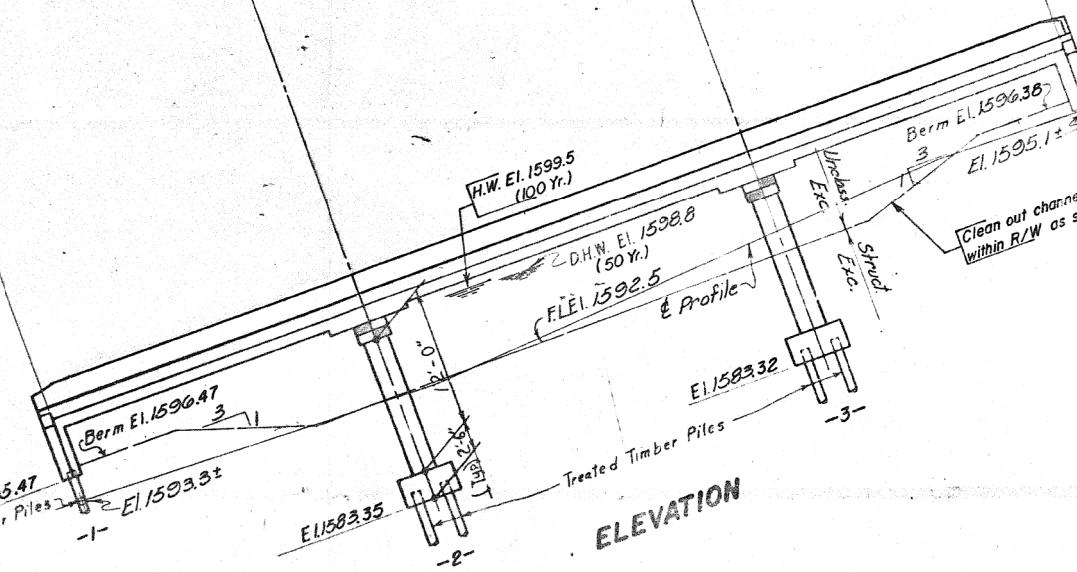 H.W. El. 1599.5
(100 Yr.)
D.H.W. El. 1598.8
(50 Yr.)
F.L. El. 1592.5
℄ Profile
Berm El. 1596.38
El. 1595.1 ±
3
1
Unclass.
Exc.
Struct
Exc.
Clean out channe
within R/W as s
Berm El. 1596.47
3
1
12'-0"
2'-6"
Typ.
El. 1593.3 ±
5.47
r Piles
-1-
El. 1583.35
-2-
El. 1583.32
-3-
Treated Timber Piles
ELEVATION